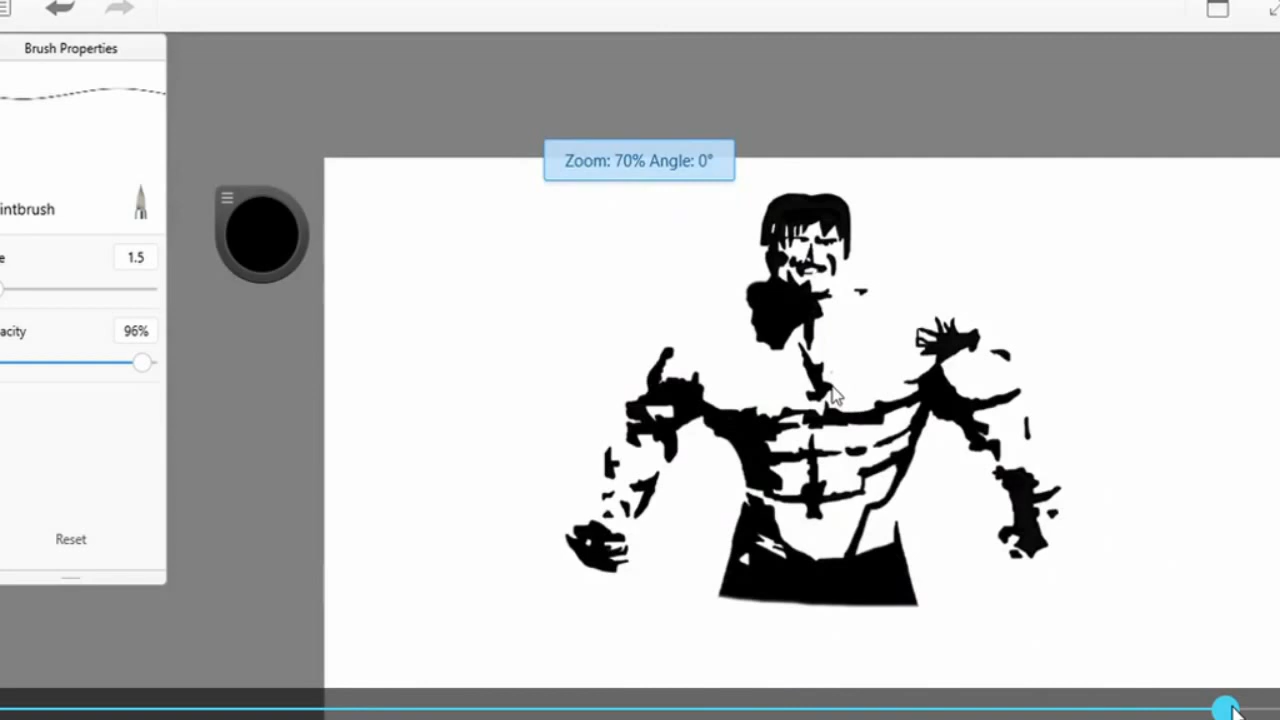 Brush Properties
Zoom: 70% Angle: 0°
intbrush
e
1.5
acity
96%
Reset